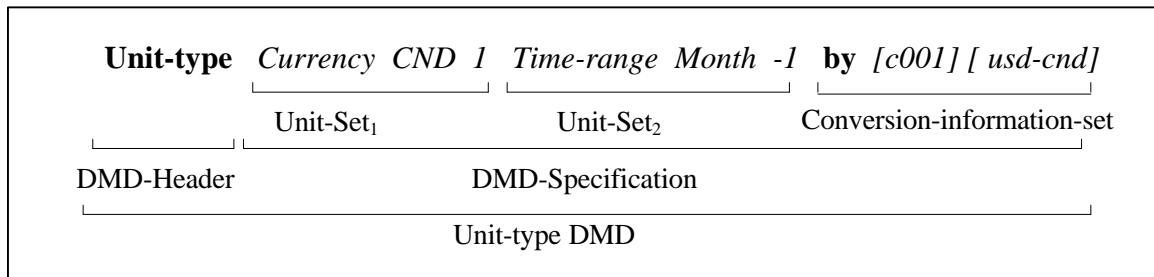 Unit-type Currency CND 1 Time-range Month -1 by [c001] [ usd-cnd]
Unit-Set1 Unit-Set2 Conversion-information-set
DMD-Header DMD-Specification
Unit-type DMD